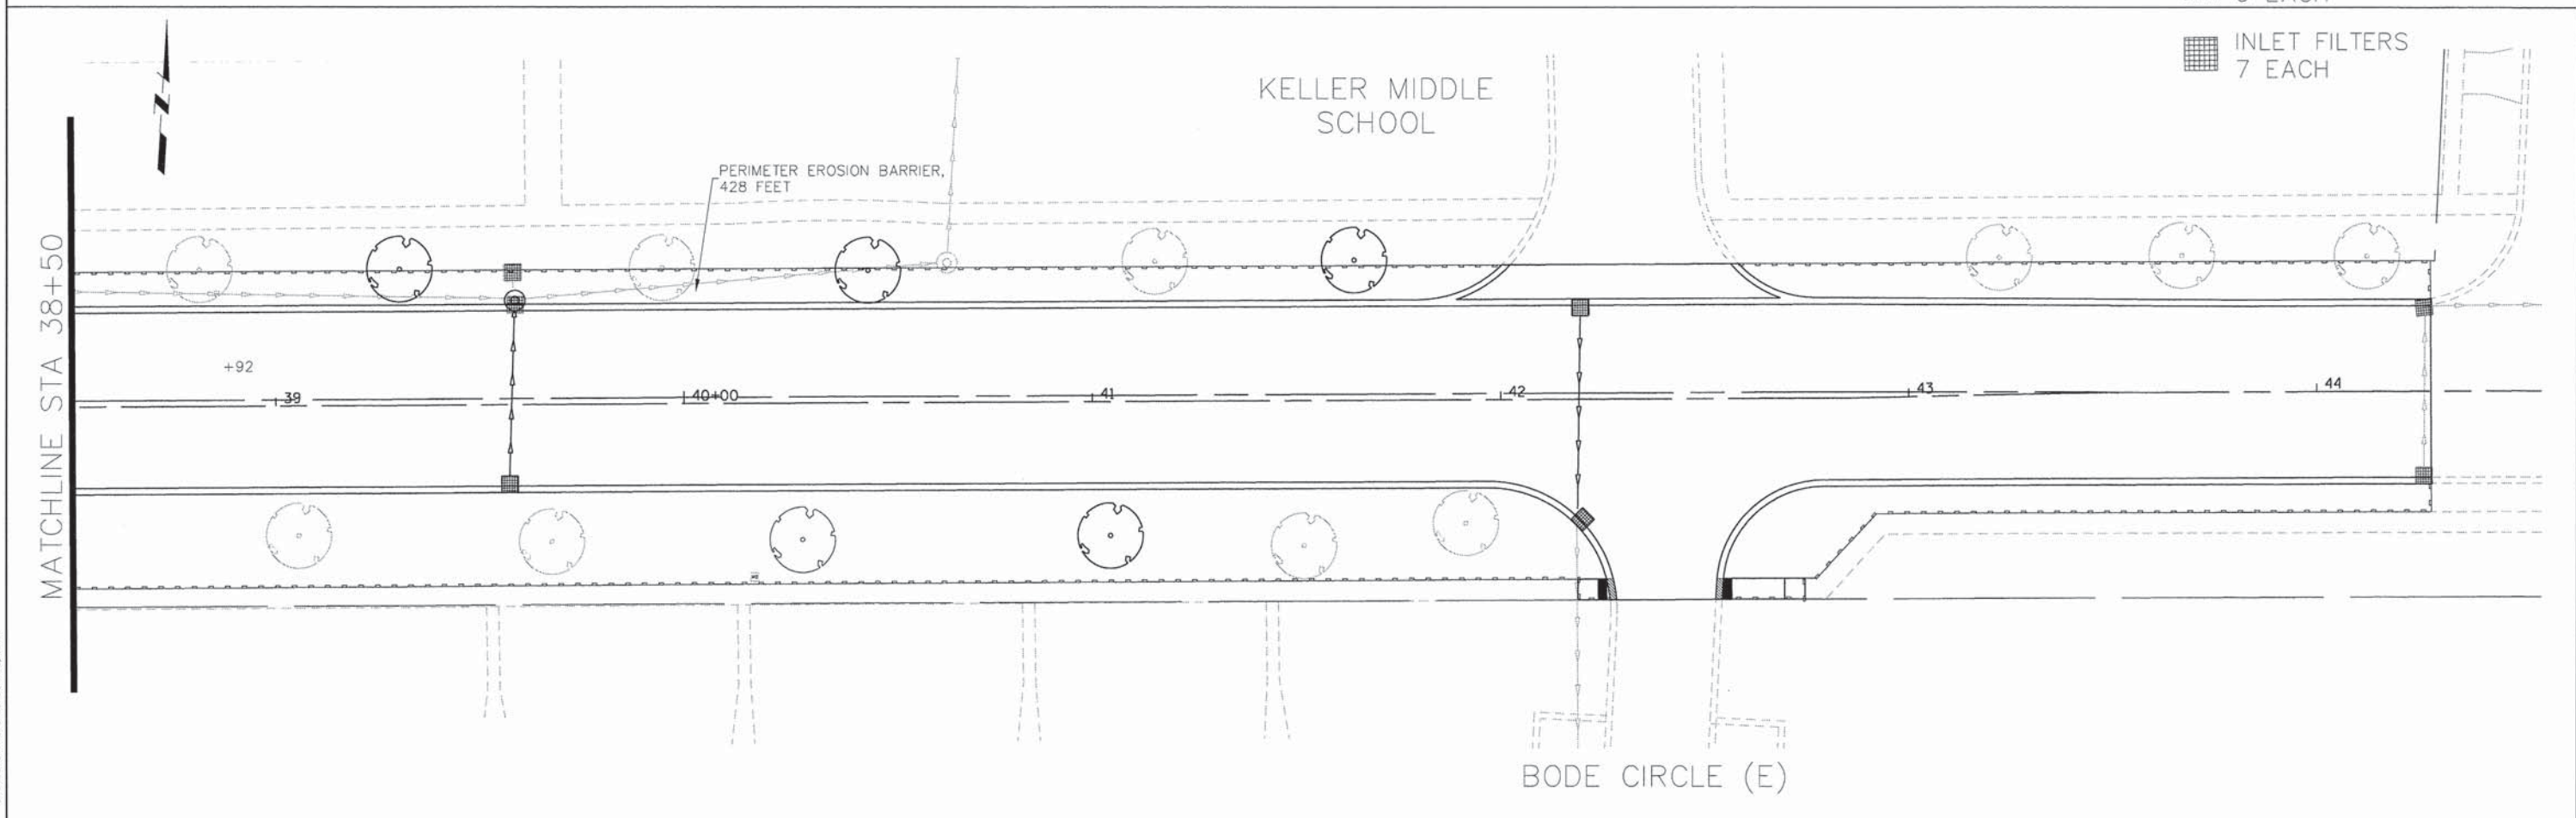 INLET FILTERS
7 EACH
KELLER MIDDLE
SCHOOL
PERIMETER EROSION BARRIER,
428 FEET
MATCHLINE STA 38+50
+92
39
40+00
41
42
43
44
BODE CIRCLE (E)